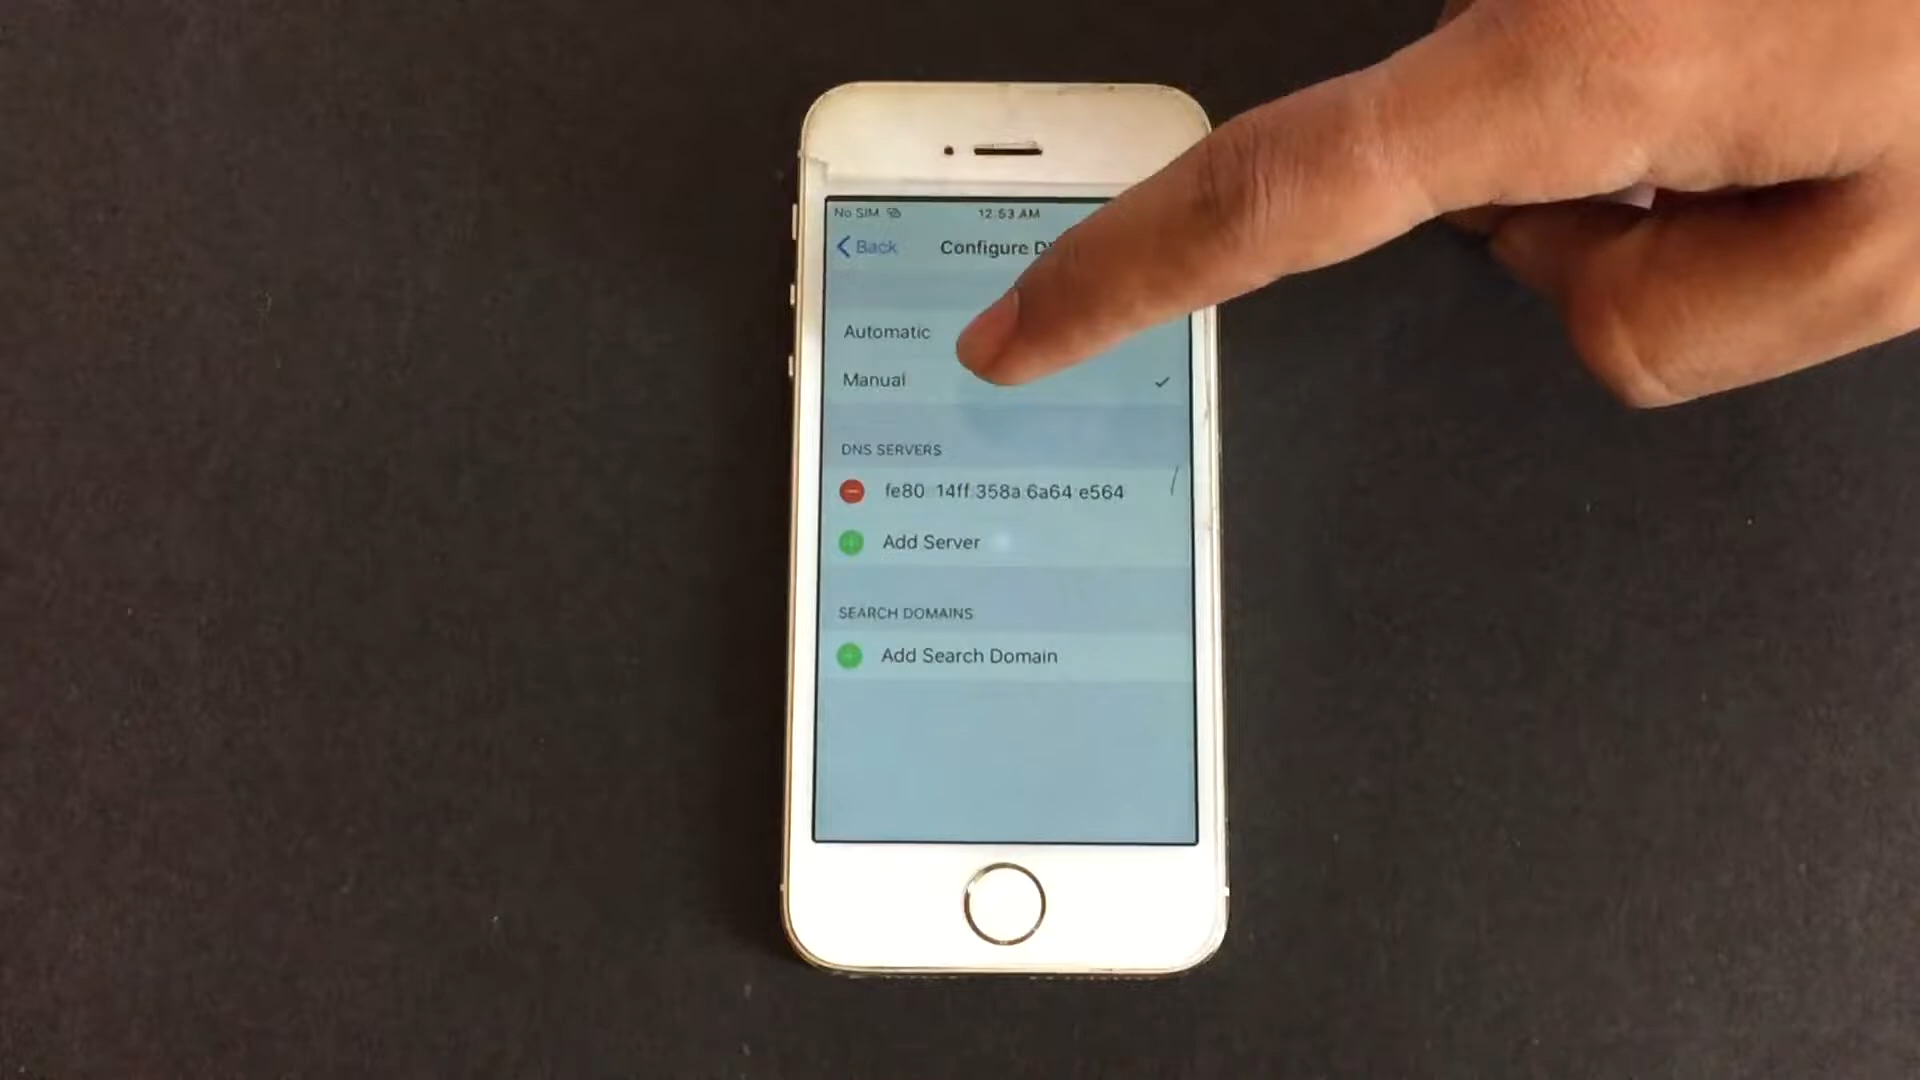 No SIM 12:53 AM
Back Configure
Automatic
Manual
DNS SERVERS
fe80 14ff:358a:6a64:e564
Add Server
SEARCH DOMAINS
Add Search Domain